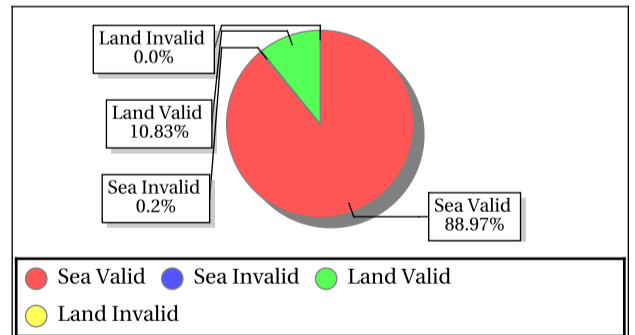 Land Invalid
0.0%
Land Valid
10.83%
Sea Invalid
0.2%
Sea Valid
88.97%
Sea Valid Sea Invalid Land Valid
Land Invalid